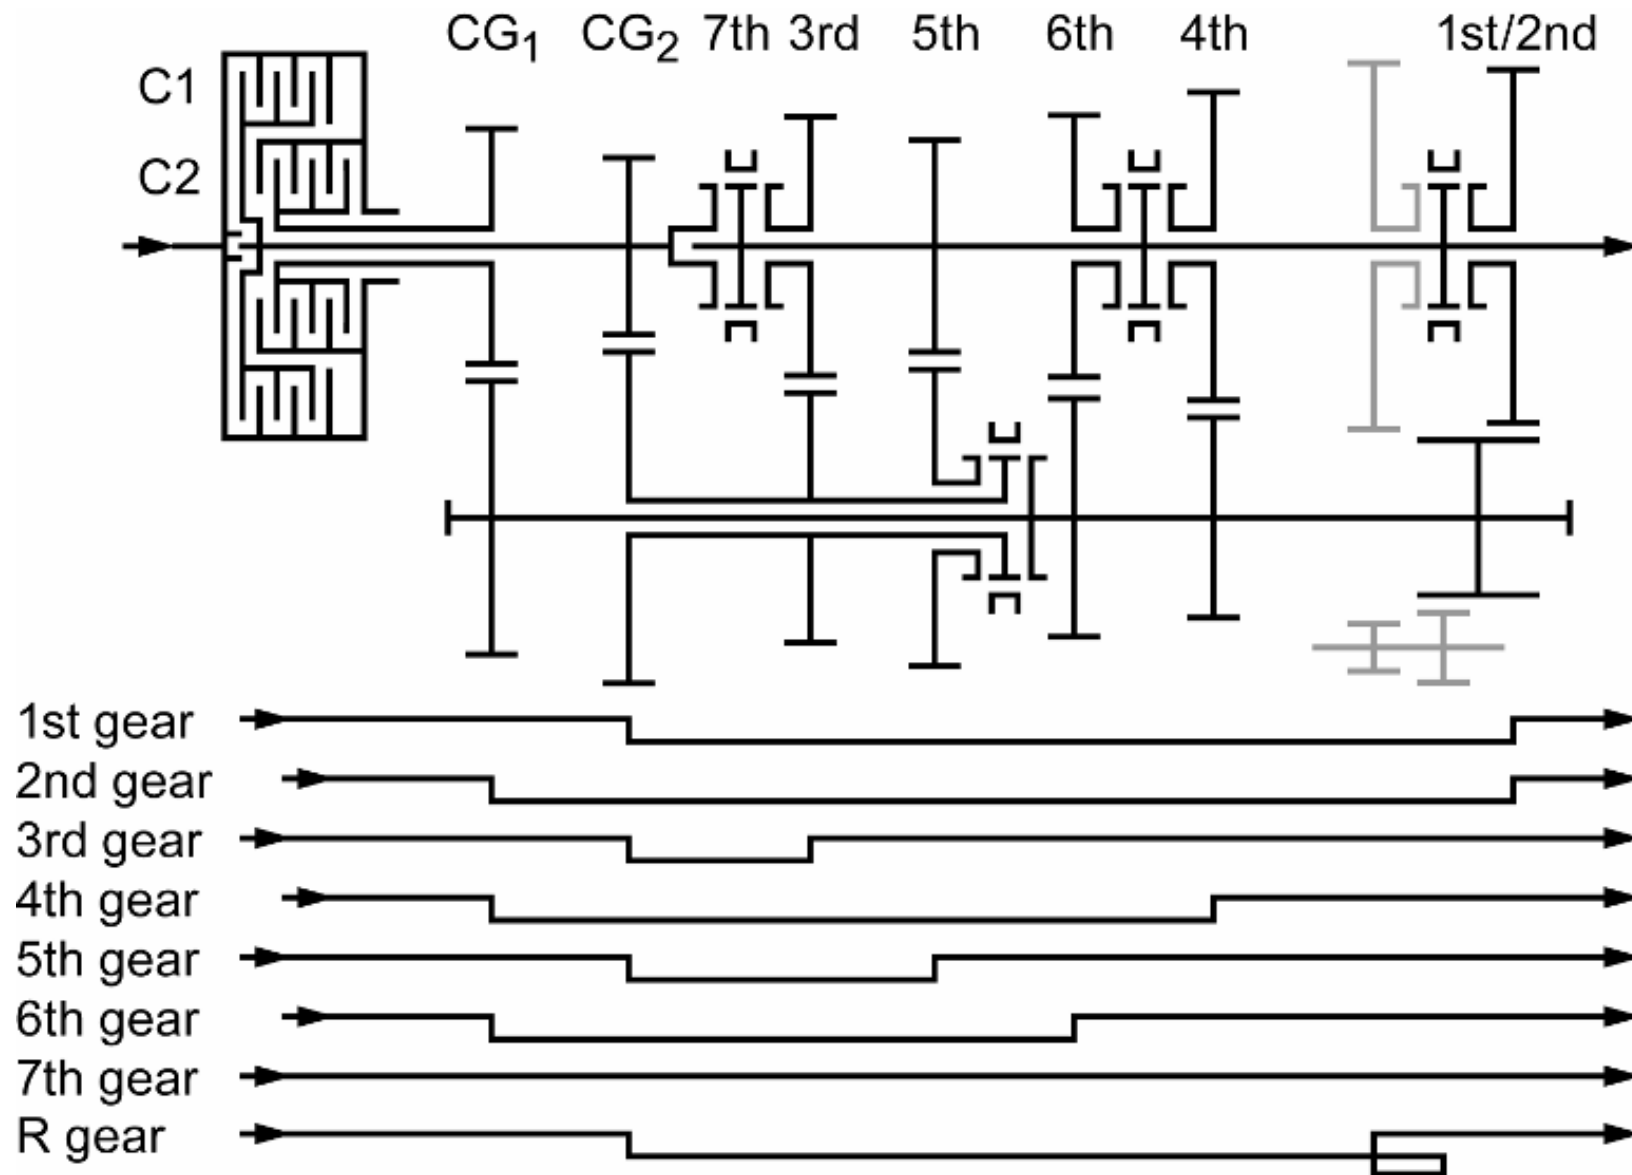 CG₁ CG₂ 7th 3rd 5th 6th 4th 1st/2nd
C1
C2
1st gear
2nd gear
3rd gear
4th gear
5th gear
6th gear
7th gear
R gear